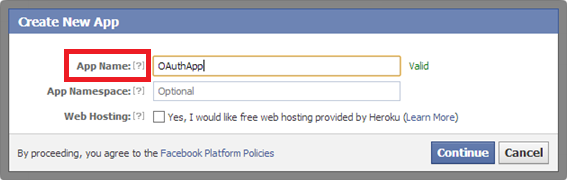 Create New App
App Name: [?] OAuthApp Valid
App Namespace: [?] Optional
Web Hosting: [?] Yes, I would like free web hosting provided by Heroku (Learn More)
By proceeding, you agree to the Facebook Platform Policies Continue Cancel